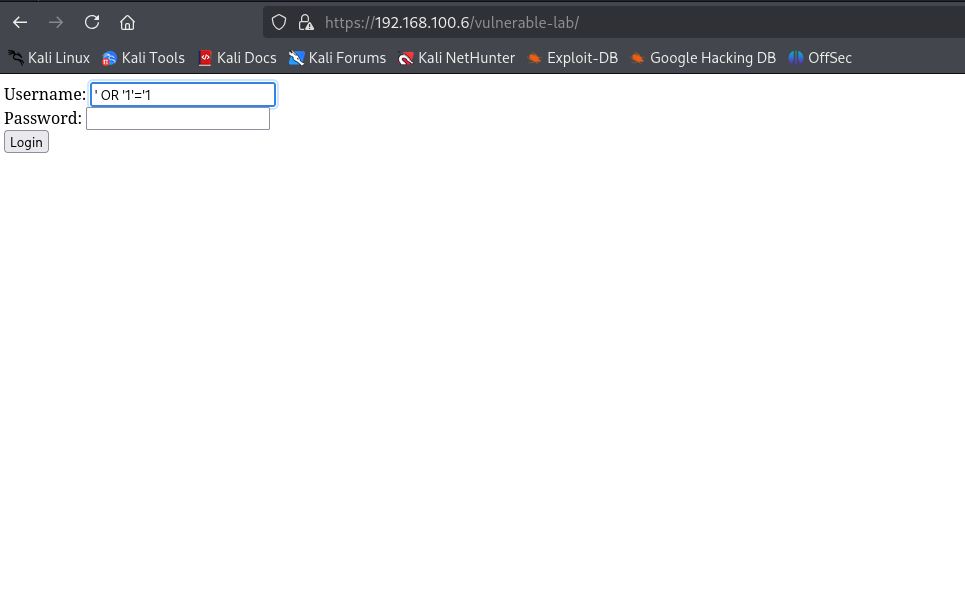 https://192.168.100.6/vulnerable-lab/
Kali Linux Kali Tools Kali Docs Kali Forums Kali NetHunter Exploit-DB Google Hacking DB OffSec
Username: ' OR '1'='1
Password:
Login